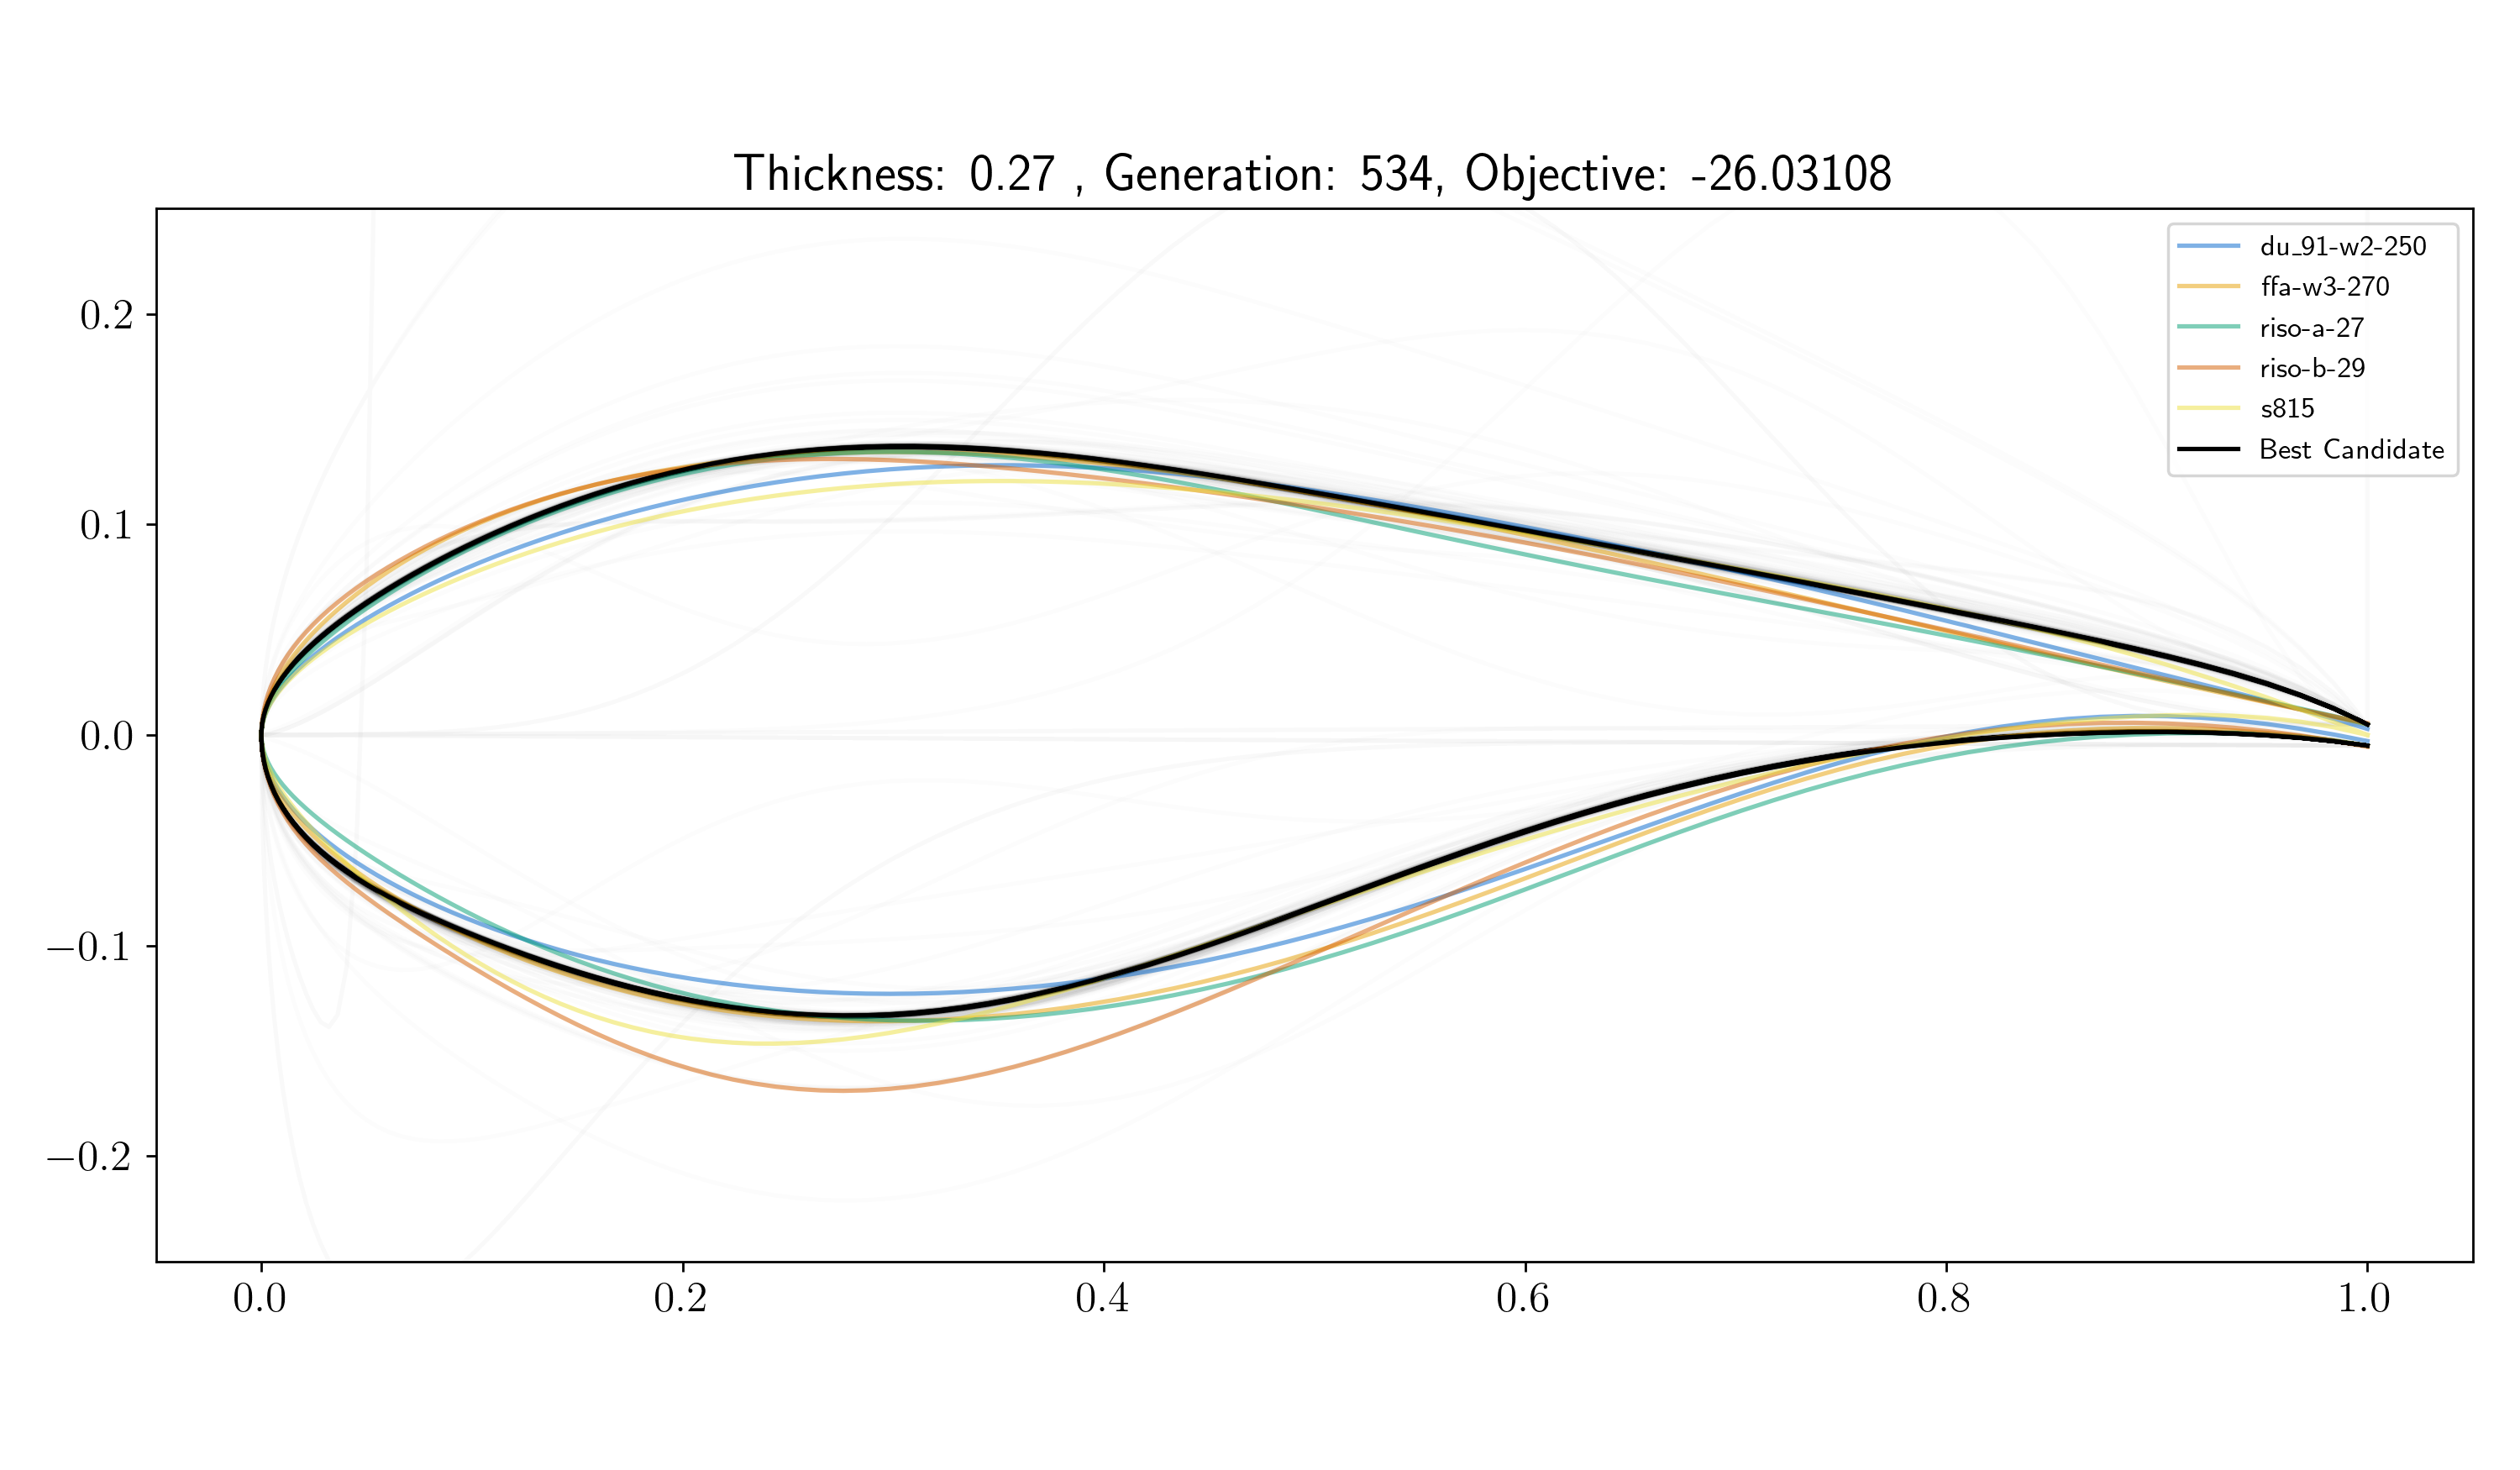 Thickness: 0.27 , Generation: 534, Objective: -26.03108
du_91-w2-250
ffa-w3-270
riso-a-27
riso-b-29
s815
Best Candidate
0.2
0.1
0.0
−0.1
−0.2
0.0 0.2 0.4 0.6 0.8 1.0